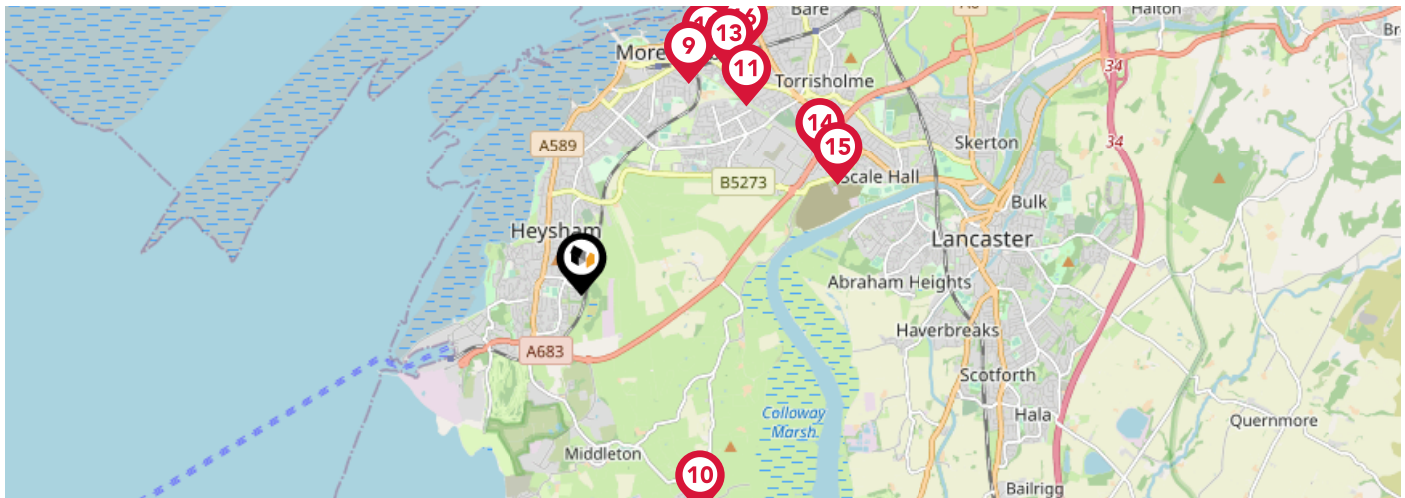 Bare
Halton
13
9
More
11
Torrisholme
34
14
15
A589
Skerton
34
Scale Hall
B5273
Bulk
Heysham
Lancaster
Abraham Heights
Haverbreaks
A683
Scotforth
Colloway
Marsh
Hala
Quernmore
Middleton
10
Bailrigg